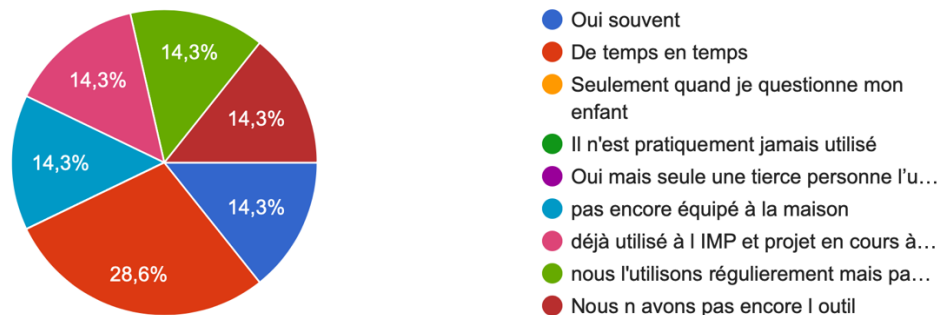 14,3%
14,3%
14,3%
14,3%
14,3%
28,6%
Oui souvent
De temps en temps
Seulement quand je questionne mon
enfant
Il n'est pratiquement jamais utilisé
Oui mais seule une tierce personne l'u…
pas encore équipé à la maison
déjà utilisé à l IMP et projet en cours à…
nous l'utilisons régulierement mais pa…
Nous n avons pas encore l outil